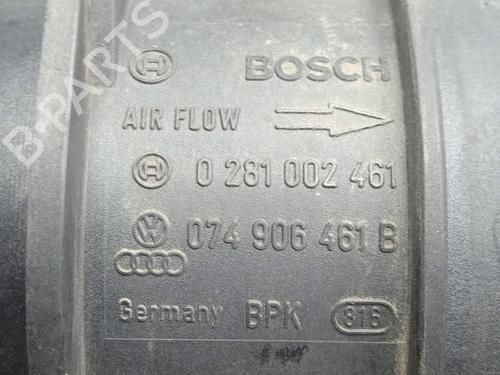 B-PARTS
BOSCH
AIR FLOW
0 281 002 461
074 906 461 B
Germany BPK 816